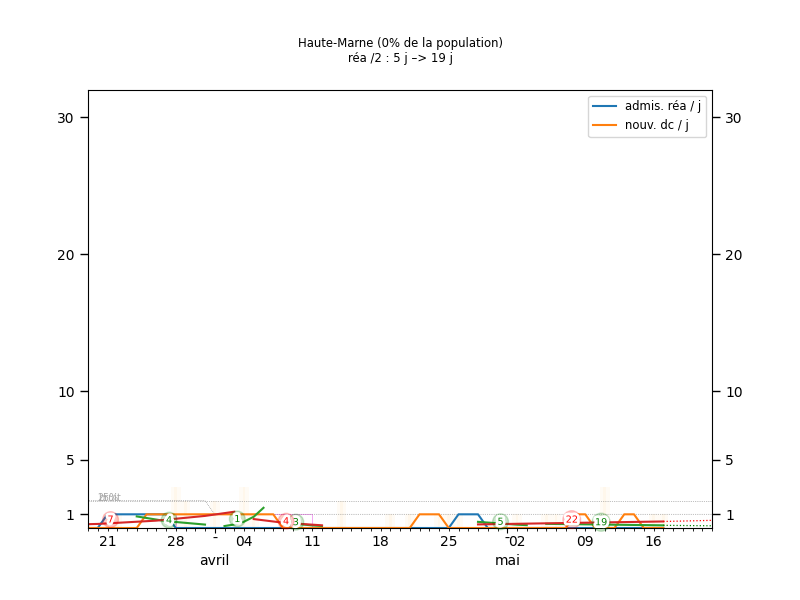 Haute-Marne (0% de la population)
réa /2 : 5 j –> 19 j
admis. réa / j
nouv. dc / j
30 30
20 20
10 10
5 5
1 1
7 4 1 4 3 5 22 19
21 28 - 04 11 18 25 - 02 09 16
avril mai